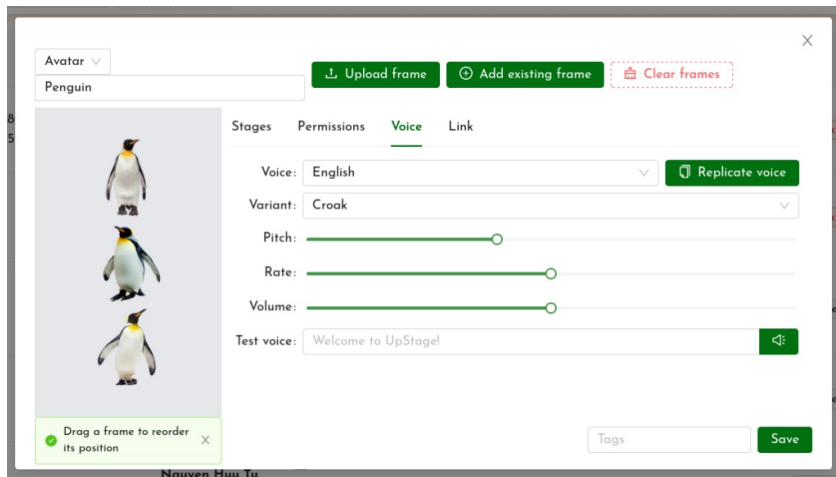 Avatar
Penguin
Upload frame
Add existing frame
Clear frames
Stages Permissions Voice Link
Voice: English
Replicate voice
Variant: Croak
Pitch:
Rate:
Volume:
Test voice: Welcome to UpStage!
Drag a frame to reorder
its position
Tags
Save
Nguyen Huu Tu